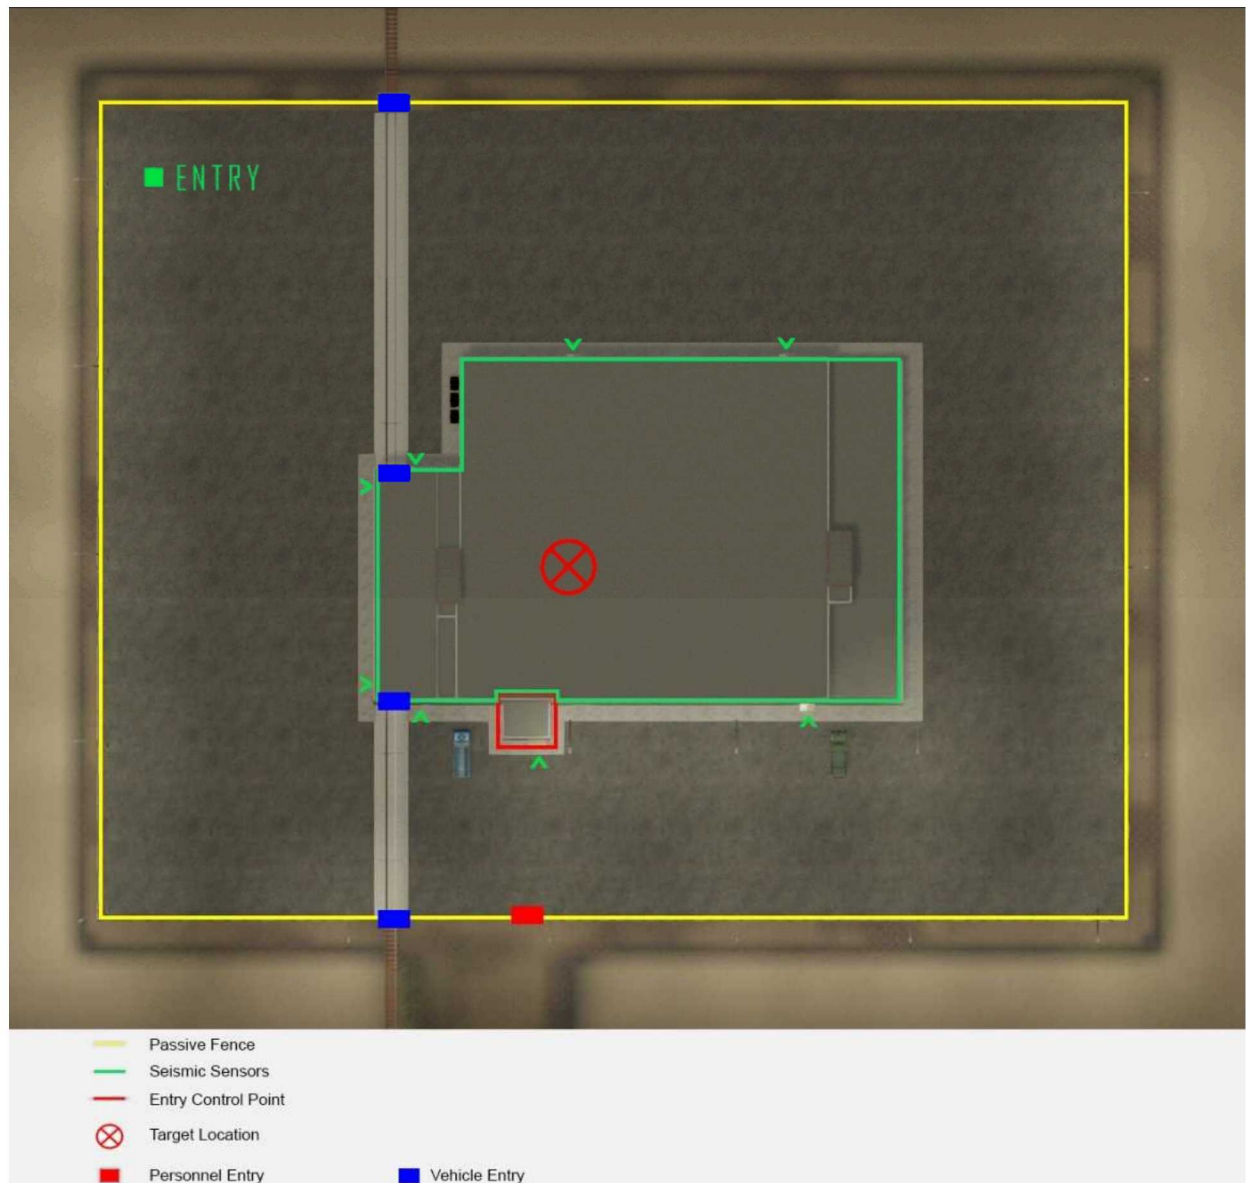 ENTRY
Passive Fence
Seismic Sensors
Entry Control Point
Target Location
Personnel Entry Vehicle Entry